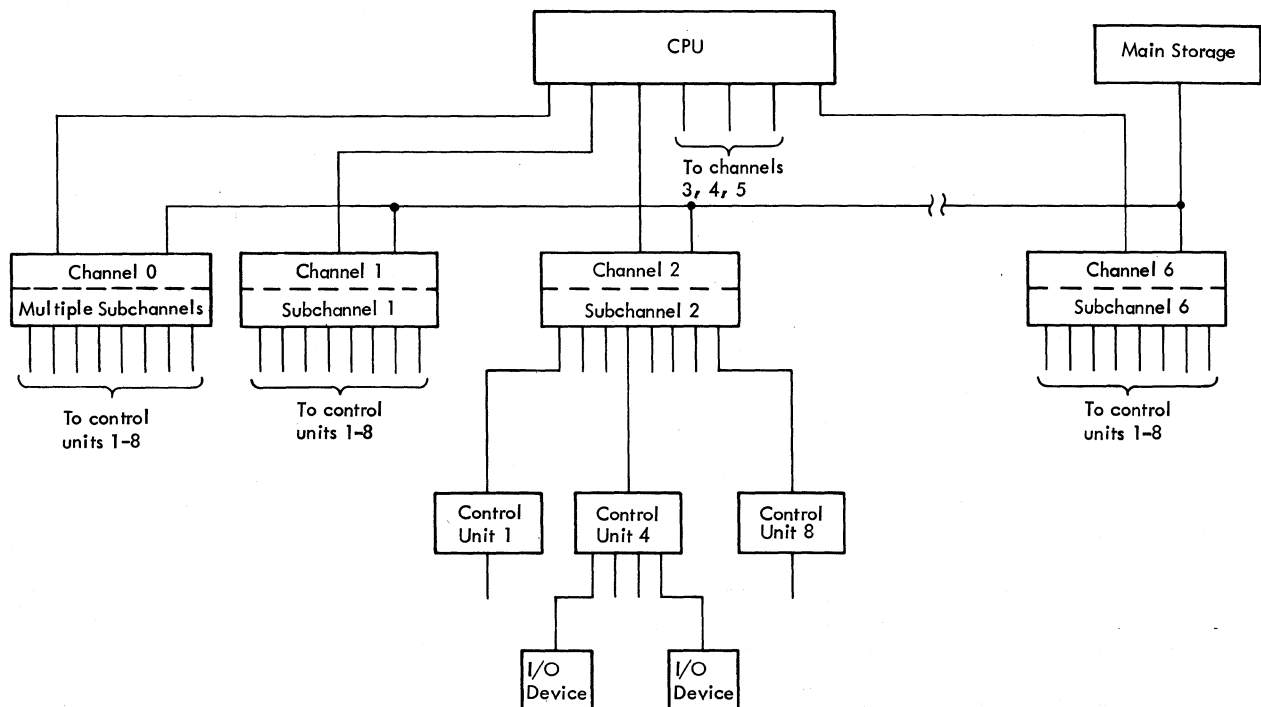 CPU
Main Storage
To channels
3, 4, 5
Channel 0
Multiple Subchannels
Channel 1
Subchannel 1
Channel 2
Subchannel 2
Channel 6
Subchannel 6
To control
units 1-8
To control
units 1-8
To control
units 1-8
Control
Unit 1
Control
Unit 4
Control
Unit 8
I/O
Device
I/O
Device